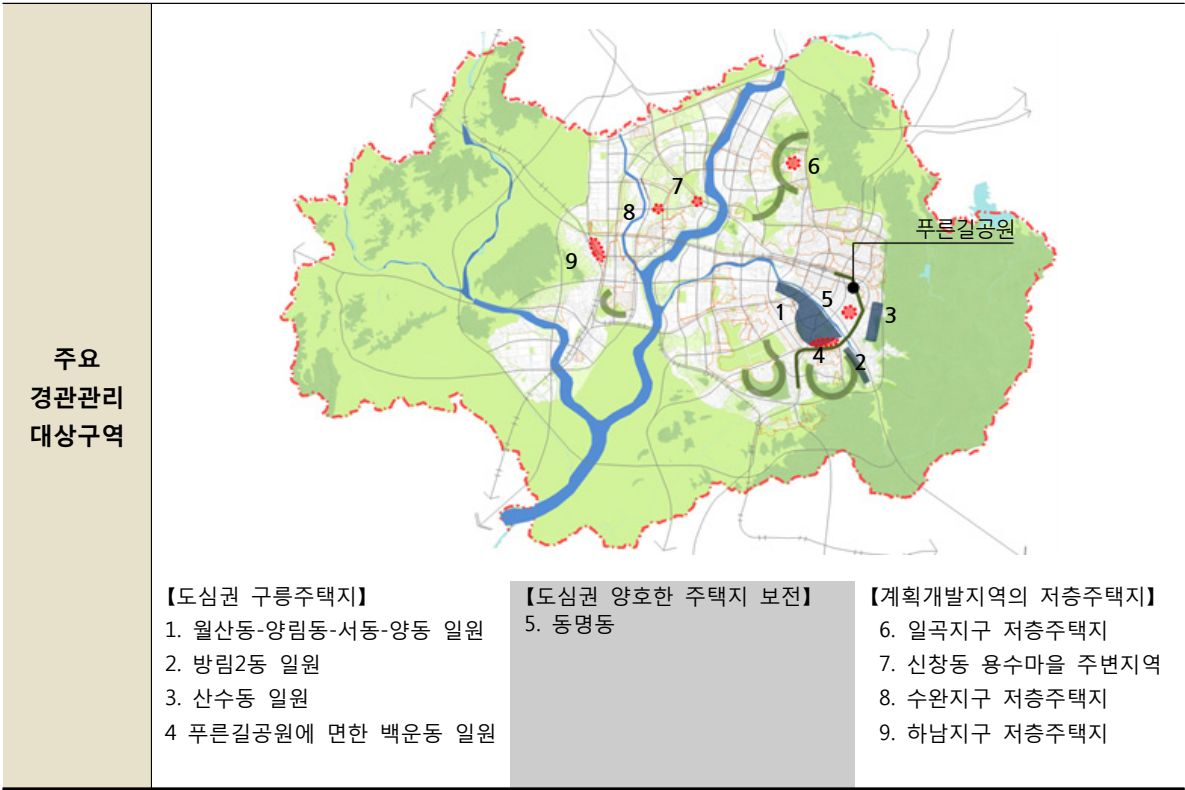 주요
경관관리
대상구역
6
7
8
푸른길공원
9
5
1
3
4
2
【도심권 구릉주택지】
1. 월산동-양림동-서동-양동 일원
2. 방림2동 일원
3. 산수동 일원
4 푸른길공원에 면한 백운동 일원
【도심권 양호한 주택지 보전】
5. 동명동
【계획개발지역의 저층주택지】
6. 일곡지구 저층주택지
7. 신창동 용수마을 주변지역
8. 수완지구 저층주택지
9. 하남지구 저층주택지